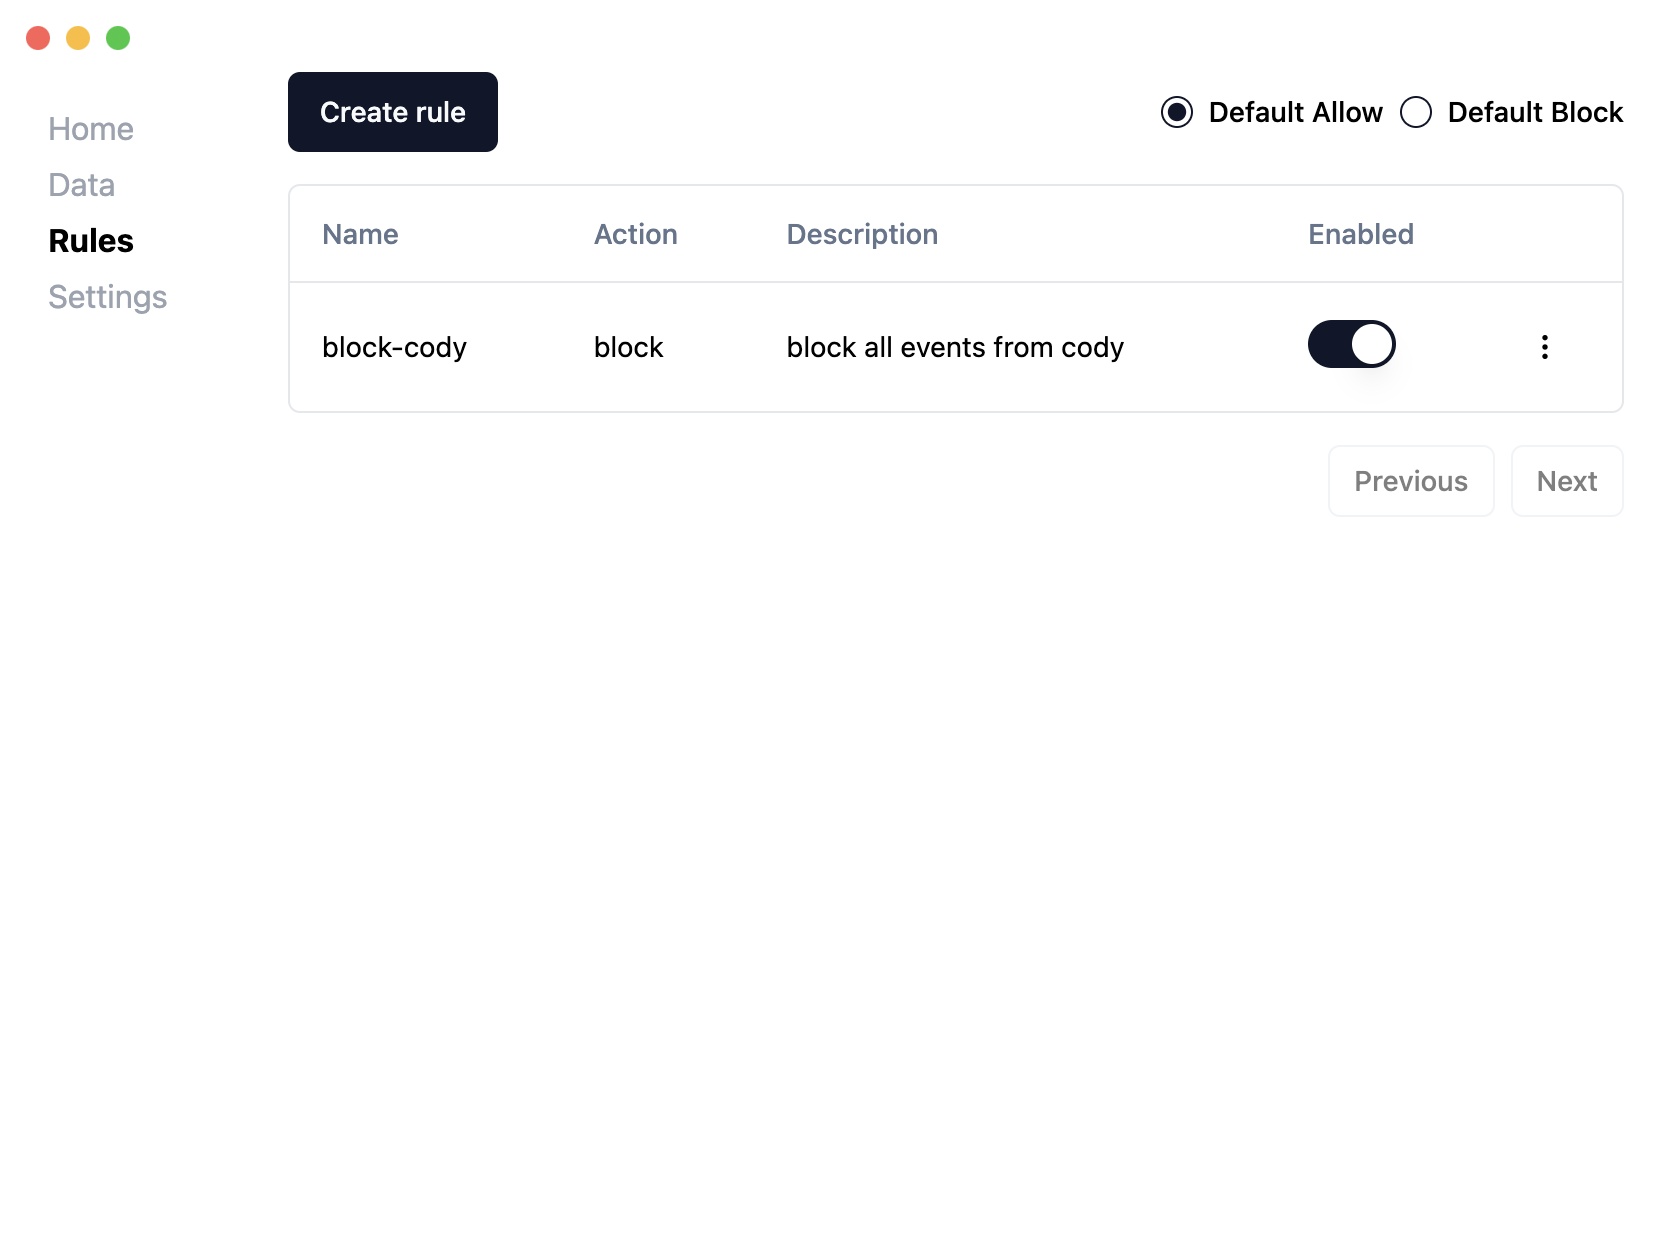 Home
Data
Rules
Settings
Create rule
Default Allow Default Block
Name Action Description Enabled
block-cody block block all events from cody
Previous Next